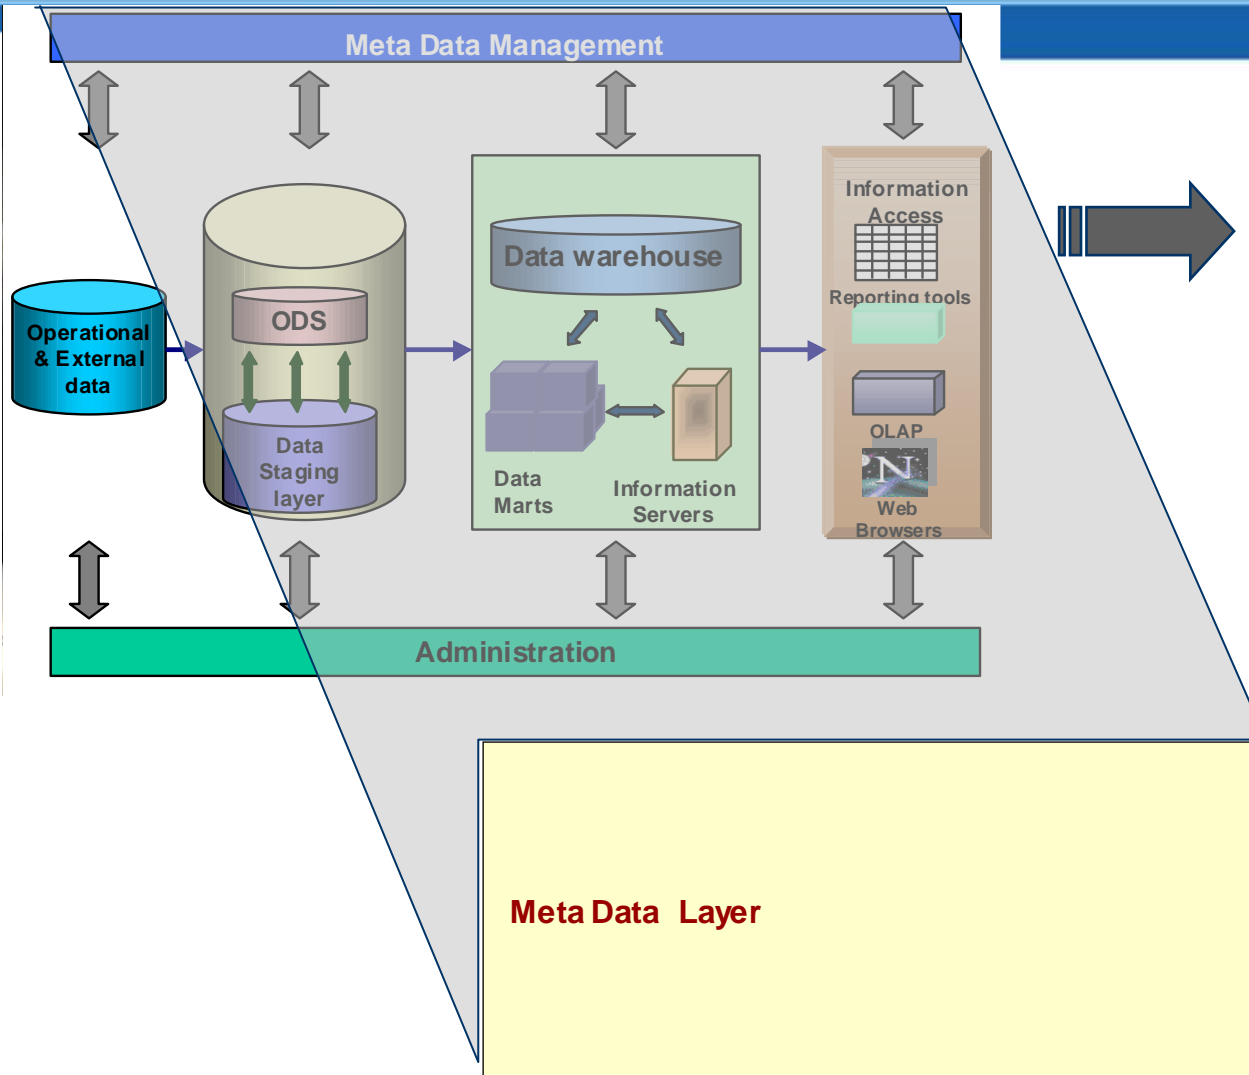 Meta Data Management
Information
Access
Data warehouse
Reporting tools
ODS
Operational
& External
data
OLAP
Data
Staging
layer
N
Data
Marts
Information
Servers
Web
Browsers
Administration
Meta Data Layer